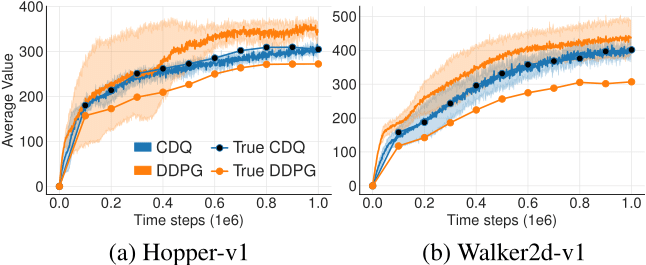 400
300
200
100
0
Average Value
CDQ
True CDQ
DDPG
True DDPG
0.0 0.2 0.4 0.6 0.8 1.0
Time steps (1e6)
(a) Hopper-v1
500
400
300
200
100
0
0.0 0.2 0.4 0.6 0.8 1.0
Time steps (1e6)
(b) Walker2d-v1